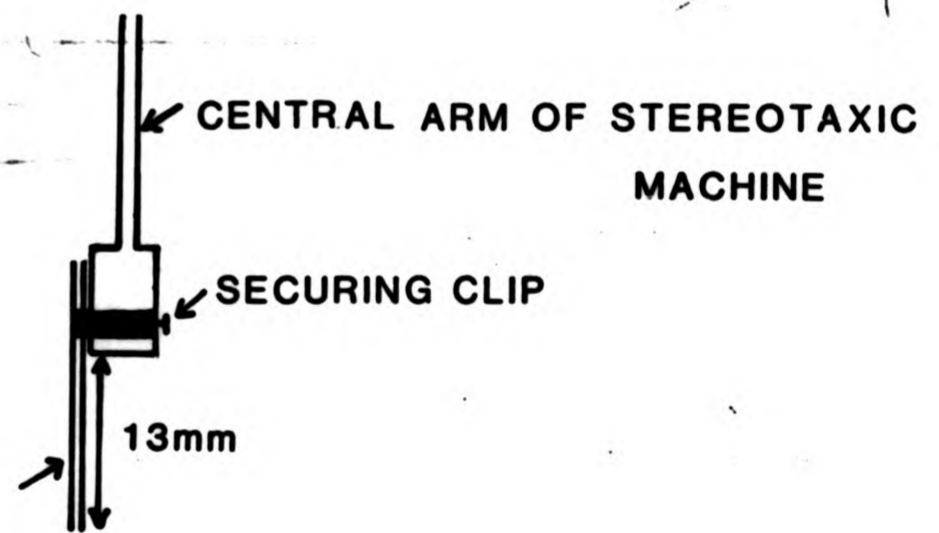 CENTRAL ARM OF STEREOTAXIC
MACHINE
SECURING CLIP
13mm